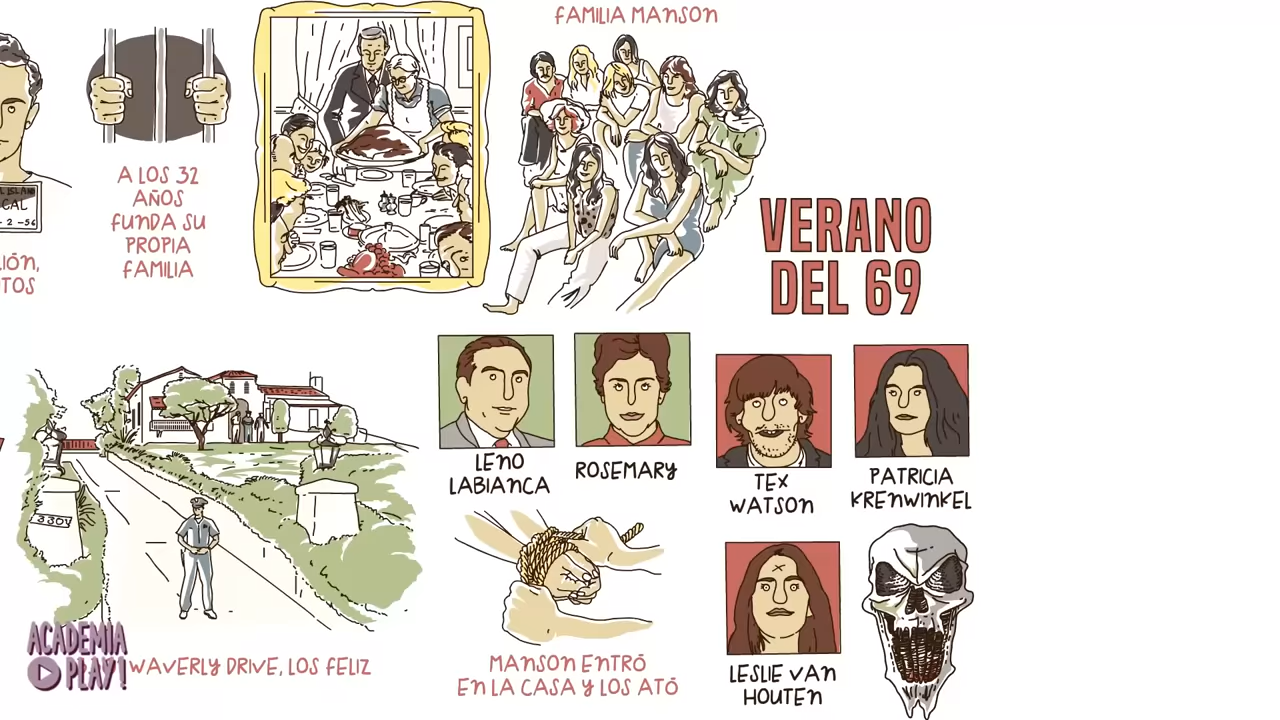 FAMILIA MANSON
A LOS 32
AÑOS
FUNDA SU
PROPIA
FAMILIA
CAL
VERANO
DEL 69
LENO
LABIANCA
ROSEMARY
TEX
WATSON
PATRICIA
KRENWINKEL
LESLIE VAN
HOUTEN
MANSON ENTRÓ
EN LA CASA Y LOS ATÓ
WAVERLY DRIVE, LOS FELIZ
ACADEMIA
PLAY!